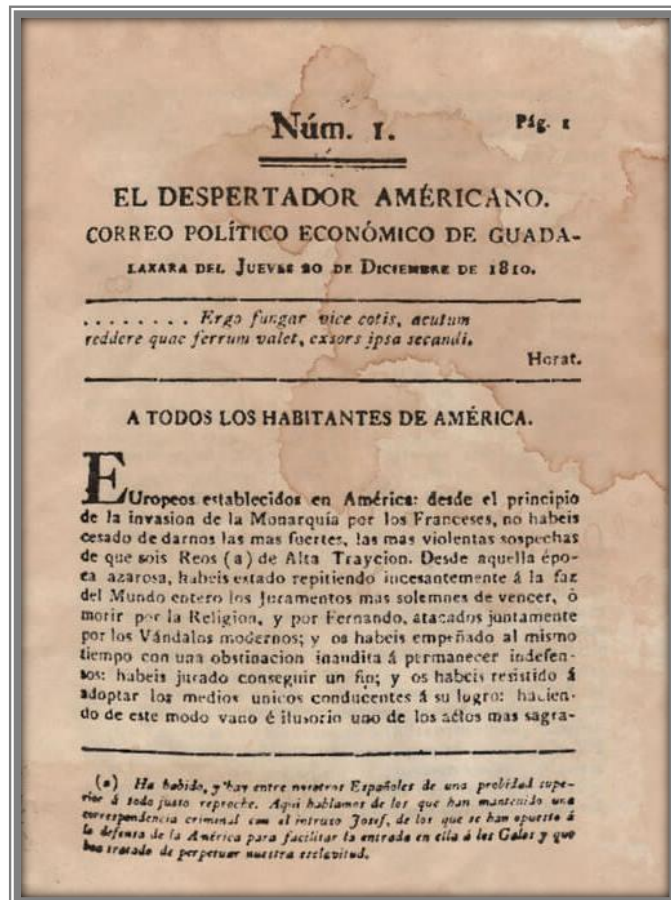 Núm. 1.
Pág. 1
EL DESPERTADOR AMÉRICANO.
CORREO POLÍTICO ECONÓMICO DE GUADA-
LAXARA DEL JUEVES 20 DE DICIEMBRE DE 1810.
. . . . . . . . Ergo fungar vice cotis, acutum
reddere quae ferrum valet, exsors ipsa secandi.
Horat.
A TODOS LOS HABITANTES DE AMÉRICA.
EUropeos establecidos en América: desde el principio
de la invasion de la Monarquía por los Franceses, no habeis
cesado de darnos las mas fuertes, las mas violentas sospechas
de que sois Reos (a) de Alta Traycion. Desde aquella épo-
ca azarosa, habeis estado repitiendo incesantemente á la faz
del Mundo entero los Juramentos mas solemnes de vencer, ó
morir por la Religion, y por Fernando, atacados juntamente
por los Vándalos modernos; y os habeis empeñado al mismo
tiempo con una obstinacion inaudita á permanecer indefen-
sos: habeis jurado conseguir un fin; y os habeis resistido á
adoptar los medios unicos conducentes á su logro: hacien-
do de este modo vano é ilusorio uno de los actos mas sagra-
(a) Ha habido, y hay entre nosotros Españoles de una probidad supe-
rior á todo justo reproche. Aqui hablamos de los que han mantenido una
correspondencia criminal con el intruso Josef, de los que se han opuesto á
la defensa de la América para facilitar la entrada en ella á los Galos y que
han tratado de perpetuar nuestra esclavitud.